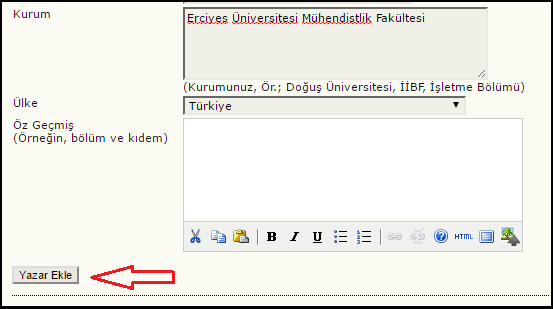 Kurum
Erciyes Üniversitesi Mühendistlik Fakültesi
(Kurumunuz, Ör.; Doğuş Üniversitesi, İİBF, İşletme Bölümü)
Ülke
Türkiye
Öz Geçmiş
(Örneğin, bölüm ve kıdem)
B I U HTML
Yazar Ekle